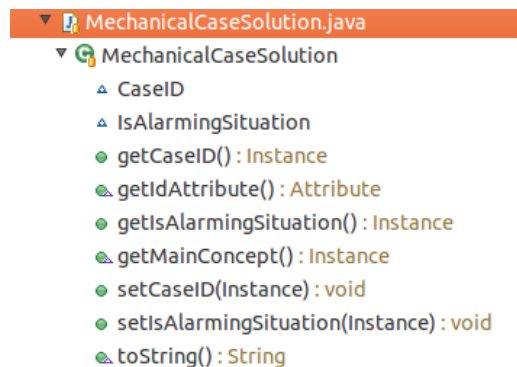 MechanicalCaseSolution.java
MechanicalCaseSolution
CaseID
IsAlarmingSituation
getCaseID() : Instance
getIdAttribute() : Attribute
getIsAlarmingSituation() : Instance
getMainConcept() : Instance
setCaseID(Instance) : void
setIsAlarmingSituation(Instance) : void
toString() : String